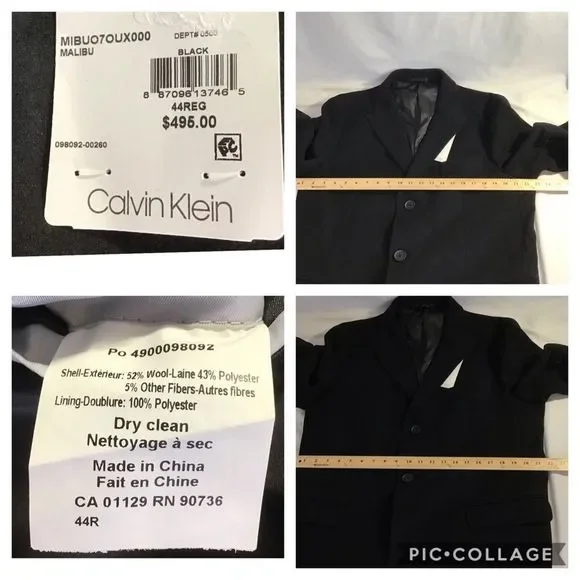 MIBU07OUX000 DEPT# 0505
MALIBU BLACK
8 87096 13746 5
44REG
$495.00
098092-00260
Calvin Klein
Po 4900098092
Shell-Exterieur: 52% Wool-Laine 43% Polyester
5% Other Fibers-Autres fibres
Lining-Doublure: 100% Polyester
Dry clean
Nettoyage à sec
Made in China
Fait en Chine
CA 01129 RN 90736
44R
PIC•COLLAGE